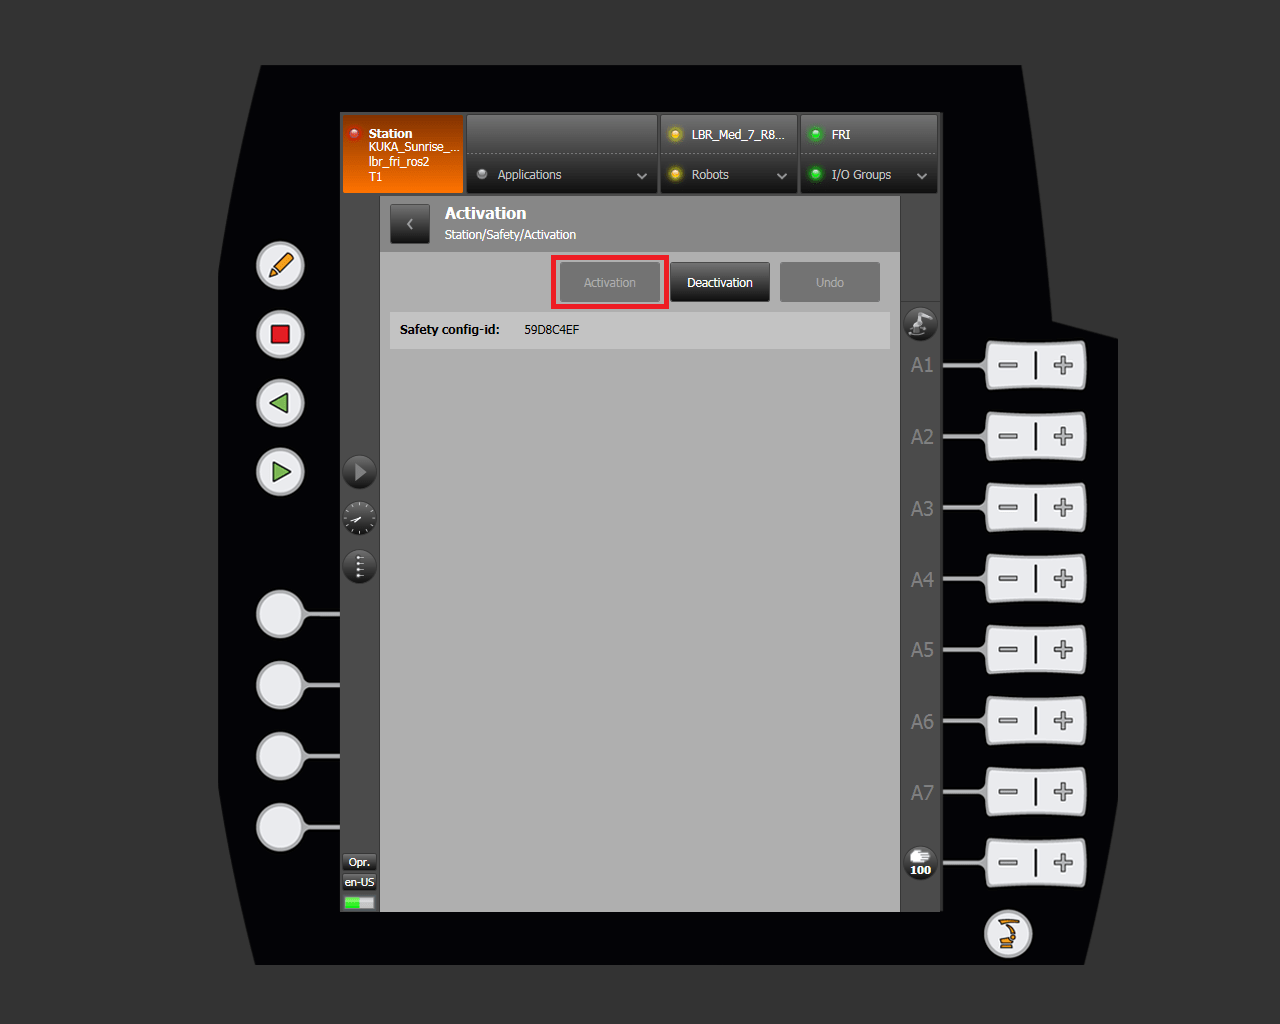 Station
KUKA_Sunrise_...
lbr_fri_ros2
T1
Applications
LBR_Med_7_R8...
Robots
FRI
I/O Groups
Activation
Station/Safety/Activation
Activation Deactivation Undo
Safety config-id: 59D8C4EF
A1
A2
A3
A4
A5
A6
A7
100
Opr.
en-US